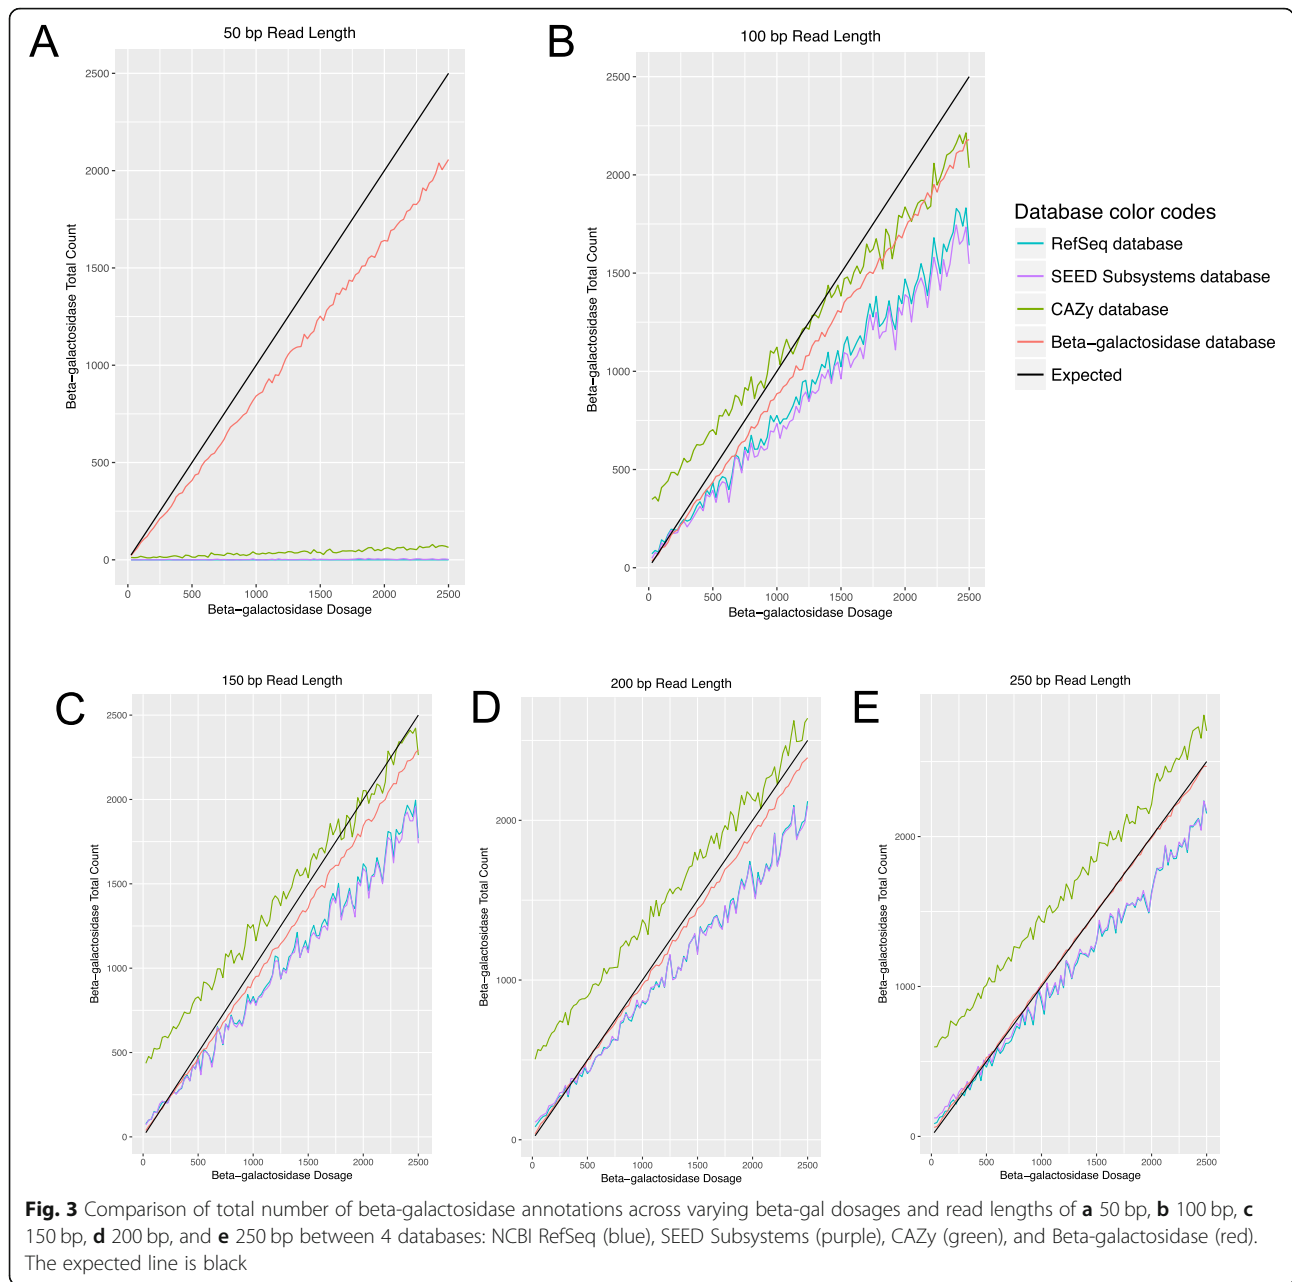 A
50 bp Read Length
Beta−galactosidase Total Count
2500
2000
1500
1000
500
0
0 500 1000 1500 2000 2500
Beta−galactosidase Dosage
B
100 bp Read Length
Beta−galactosidase Total Count
2500
2000
1500
1000
500
0
0 500 1000 1500 2000 2500
Beta−galactosidase Dosage
Database color codes
RefSeq database
SEED Subsystems database
CAZy database
Beta−galactosidase database
Expected
C
150 bp Read Length
Beta−galactosidase Total Count
2500
2000
1500
1000
500
0
0 500 1000 1500 2000 2500
Beta−galactosidase Dosage
D
200 bp Read Length
Beta−galactosidase Total Count
2000
1000
0
0 500 1000 1500 2000 2500
Beta−galactosidase Dosage
E
250 bp Read Length
Beta−galactosidase Total Count
2000
1000
0
0 500 1000 1500 2000 2500
Beta−galactosidase Dosage
Fig. 3 Comparison of total number of beta-galactosidase annotations across varying beta-gal dosages and read lengths of a 50 bp, b 100 bp, c
150 bp, d 200 bp, and e 250 bp between 4 databases: NCBI RefSeq (blue), SEED Subsystems (purple), CAZy (green), and Beta-galactosidase (red).
The expected line is black